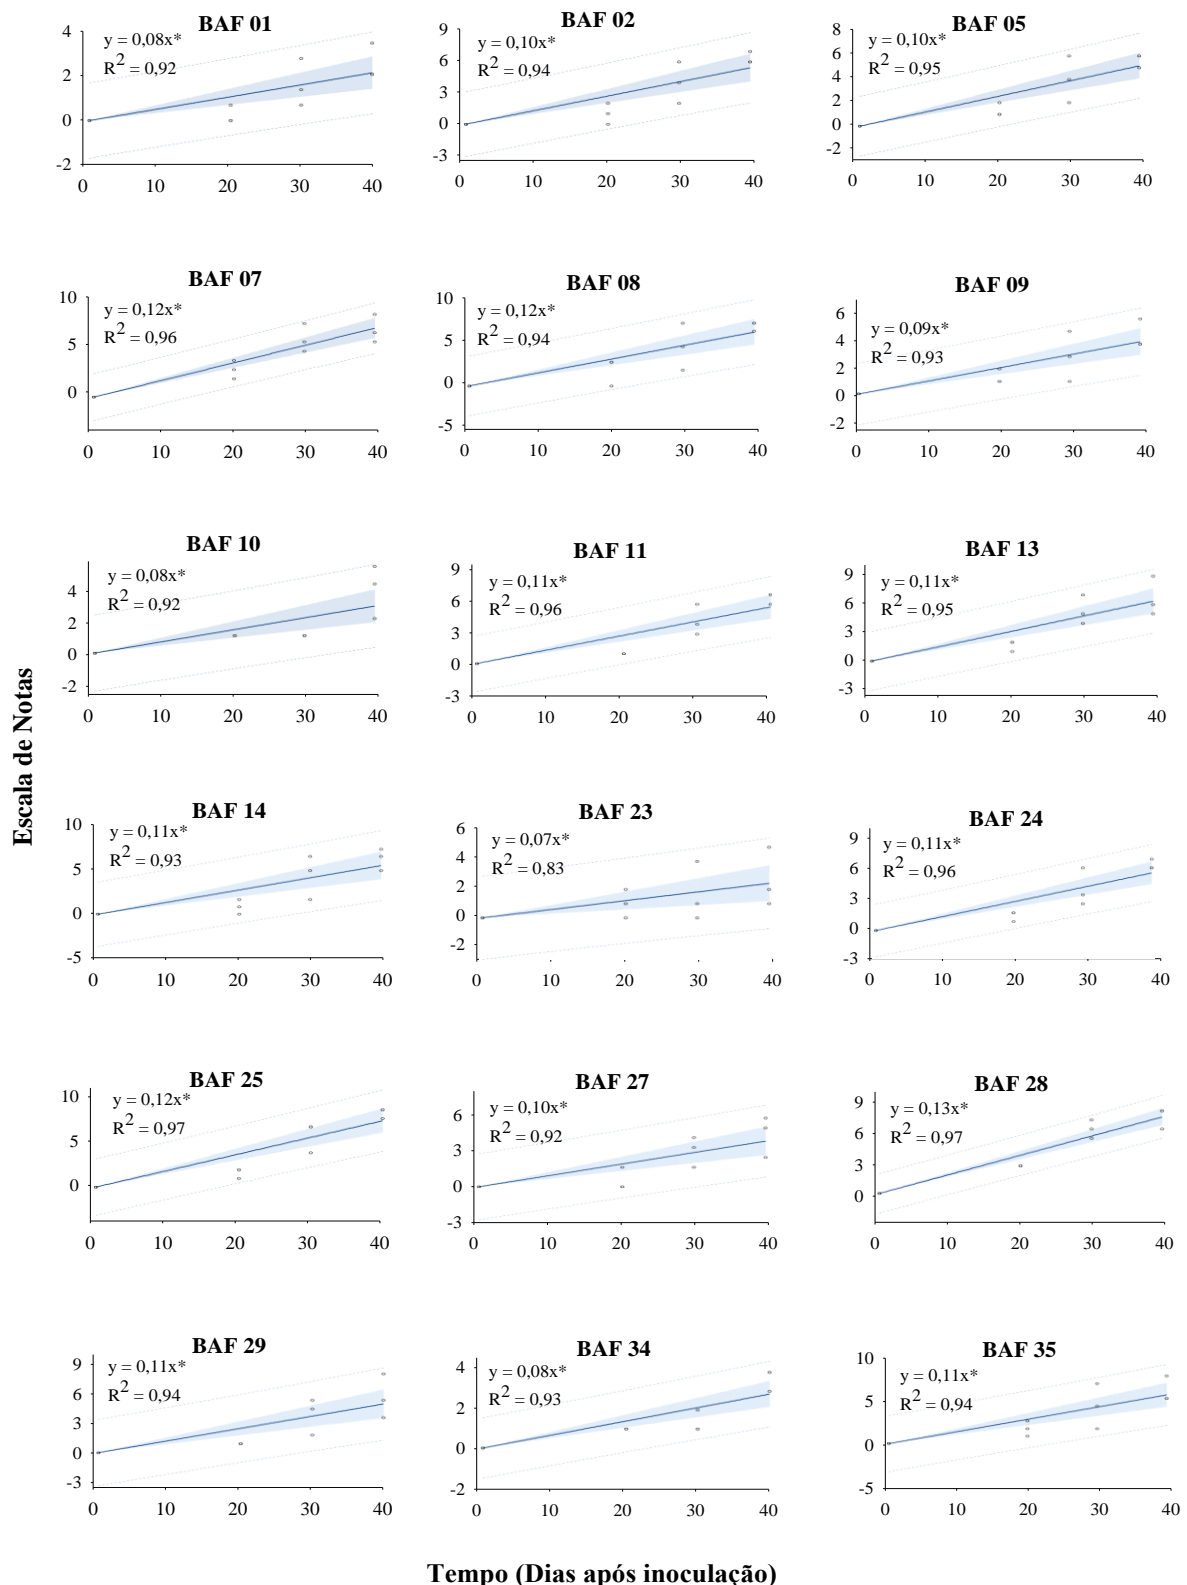 BAF 01
y = 0,08x*
R2 = 0,92
4
2
0
-2
0 10 20 30 40
BAF 02
y = 0,10x*
R2 = 0,94
9
6
3
0
-3
0 10 20 30 40
BAF 05
y = 0,10x*
R2 = 0,95
8
6
4
2
0
-2
0 10 20 30 40
BAF 07
y = 0,12x*
R2 = 0,96
10
5
0
0 10 20 30 40
BAF 08
y = 0,12x*
R2 = 0,94
10
5
0
-5
0 10 20 30 40
BAF 09
y = 0,09x*
R2 = 0,93
6
4
2
0
-2
0 10 20 30 40
BAF 10
y = 0,08x*
R2 = 0,92
4
2
0
-2
0 10 20 30 40
BAF 11
y = 0,11x*
R2 = 0,96
9
6
3
0
-3
0 10 20 30 40
BAF 13
y = 0,11x*
R2 = 0,95
9
6
3
0
-3
0 10 20 30 40
Escala de Notas
BAF 14
y = 0,11x*
R2 = 0,93
10
5
0
-5
0 10 20 30 40
BAF 23
y = 0,07x*
R2 = 0,83
6
4
2
0
-2
0 10 20 30 40
BAF 24
y = 0,11x*
R2 = 0,96
9
6
3
0
-3
0 10 20 30 40
BAF 25
y = 0,12x*
R2 = 0,97
10
5
0
0 10 20 30 40
BAF 27
y = 0,10x*
R2 = 0,92
6
3
0
-3
0 10 20 30 40
BAF 28
y = 0,13x*
R2 = 0,97
9
6
3
0
0 10 20 30 40
BAF 29
y = 0,11x*
R2 = 0,94
9
6
3
0
-3
0 10 20 30 40
BAF 34
y = 0,08x*
R2 = 0,93
4
2
0
-2
0 10 20 30 40
BAF 35
y = 0,11x*
R2 = 0,94
10
5
0
-5
0 10 20 30 40
Tempo (Dias após inoculação)